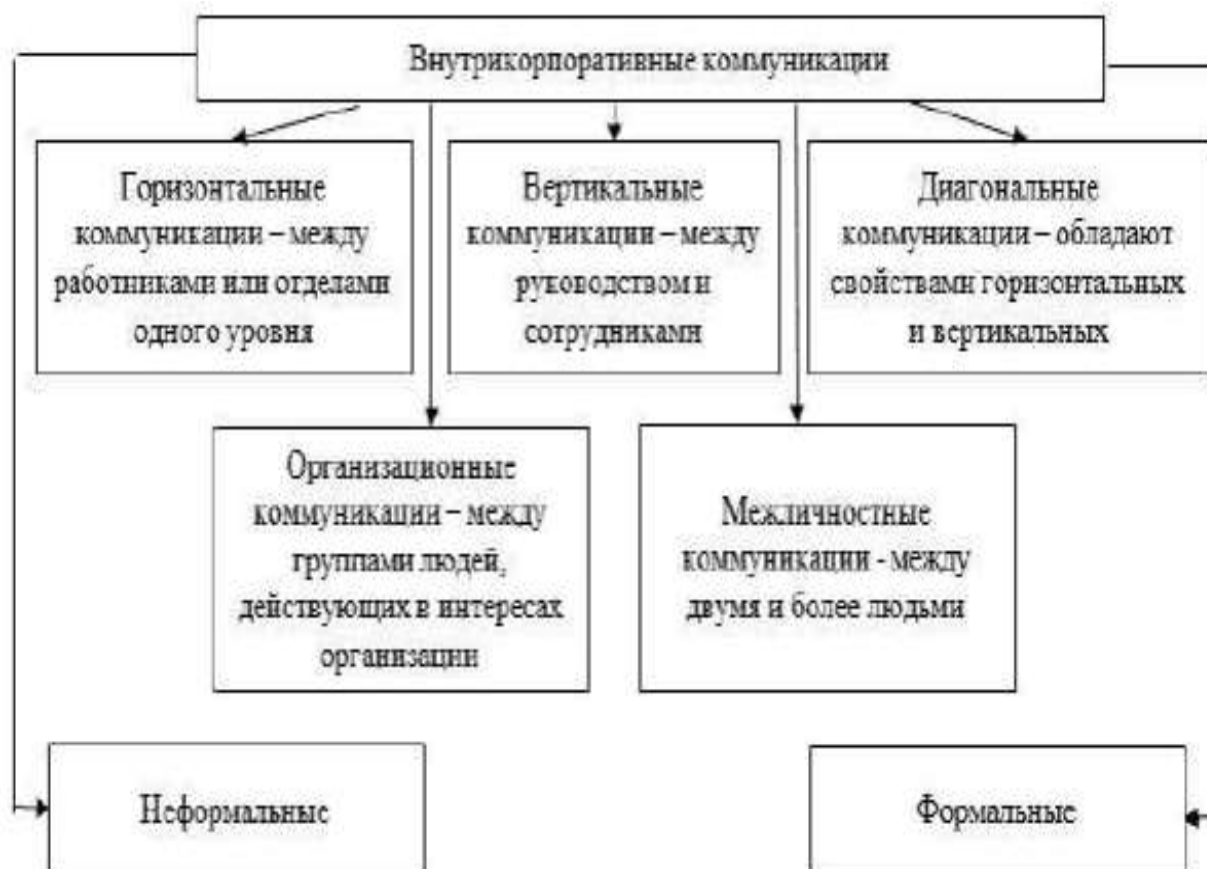 Внутрикорпоративные коммуникации
Горизонтальные
коммуникации – между
работниками или отделами
одного уровня
Вертикальные
коммуникации – между
руководством и
сотрудниками
Диагональные
коммуникации – обладают
свойствами горизонтальных
и вертикальных
Организационные
коммуникации – между
группами людей,
действующих в интересах
организации
Межличностные
коммуникации - между
двумя и более людьми
Неформальные
Формальные